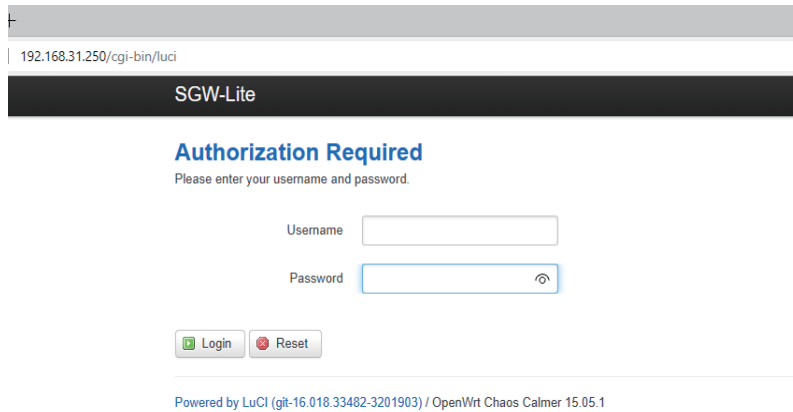 192.168.31.250/cgi-bin/luci
SGW-Lite
Authorization Required
Please enter your username and password.
Username
Password
Login Reset
Powered by LuCI (git-16.018.33482-3201903) / OpenWrt Chaos Calmer 15.05.1